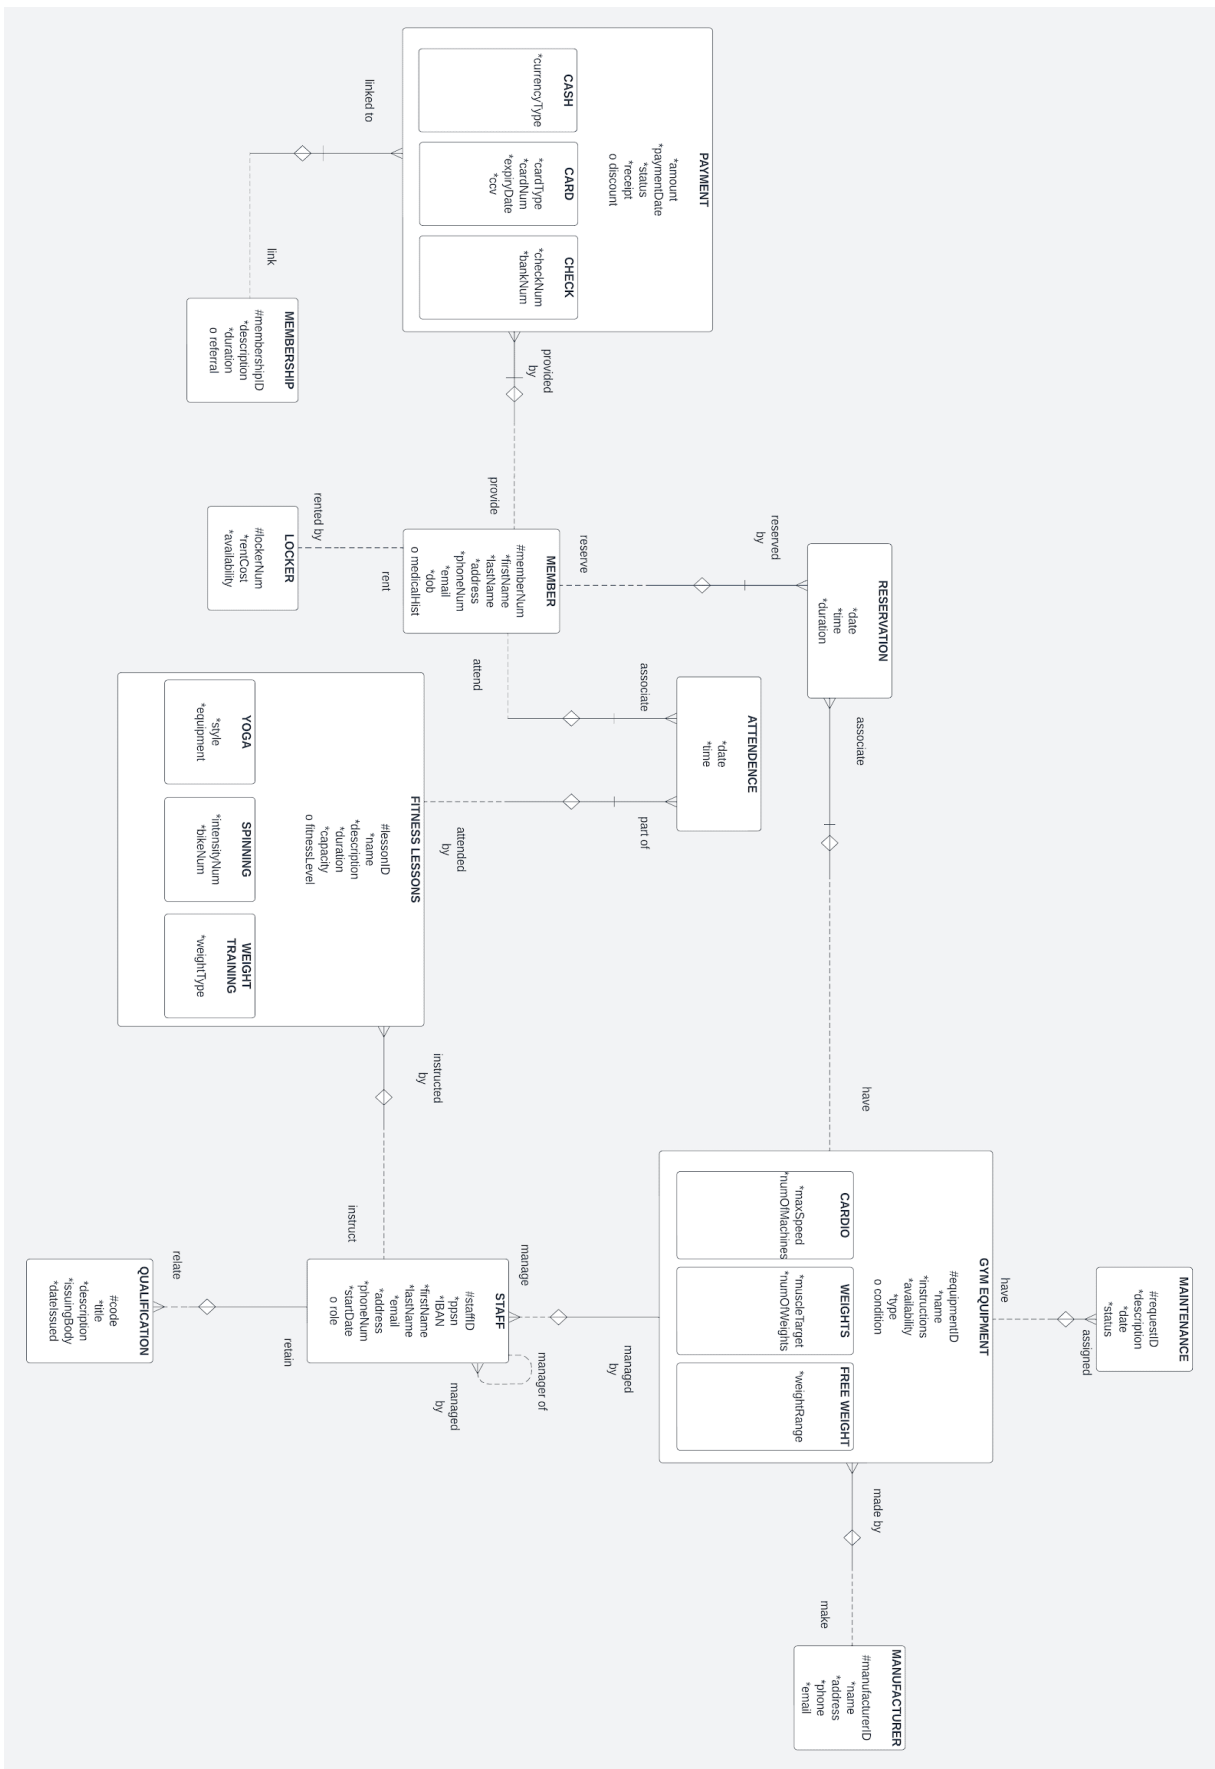 MAINTENANCE
#requestID
*description
*date
*status
assigned
have
GYM EQUIPMENT
#equipmentID
*name
*instructions
*availability
*type
o condition
CARDIO
*maxSpeed
*numOfMachines
WEIGHTS
*muscleTarget
*numOfWeights
FREE WEIGHT
*weightRange
made by
make
MANUFACTURER
#manufacturerID
*name
*address
*phone
*email
have
associate
RESERVATION
*date
*time
*duration
reserved
by
reserve
PAYMENT
*amount
*paymentDate
*status
*receipt
o discount
CASH
*currencyType
CARD
*cardType
*cardNum
*expiryDate
*ccv
CHECK
*checkNum
*bankNum
provided
by
provide
linked to
link
MEMBERSHIP
#membershipID
*description
*duration
o referral
MEMBER
#memberNum
*firstName
*lastName
*address
*phoneNum
*email
*dob
o medicalHist
rent
rented by
LOCKER
#lockerNum
*rentCost
*availability
attend
associate
ATTENDENCE
*date
*time
part of
attended
by
FITNESS LESSONS
#lessonID
*name
*description
*duration
*capacity
o fitnessLevel
YOGA
*style
*equipment
SPINNING
*intensityNum
*bikeNum
WEIGHT
TRAINING
*weightType
instructed
by
instruct
manage
managed
by
STAFF
#staffID
*ppsn
*IBAN
*firstName
*lastName
*email
*address
*phoneNum
*startDate
o role
manager of
managed
by
retain
relate
QUALIFICATION
#code
*title
*description
*issuingBody
*dateIssued